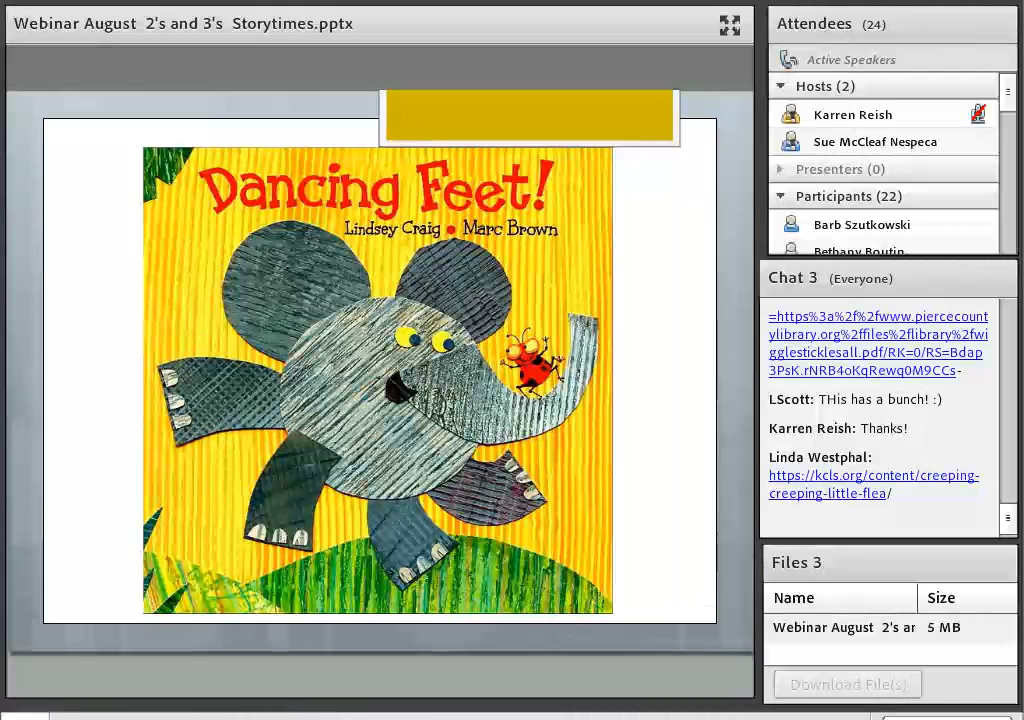 Webinar August 2's and 3's Storytimes.pptx
Dancing Feet!
Lindsey Craig • Marc Brown
Attendees (24)
Active Speakers
Hosts (2)
Karren Reish
Sue McCleaf Nespeca
Presenters (0)
Participants (22)
Barb Szutkowski
Bethany Boutin
Chat 3 (Everyone)
=https%3a%2f%2fwww.piercecount
ylibrary.org%2ffiles%2flibrary%2fwi
gglesticklesall.pdf/RK=0/RS=Bdap
3PsK.rNRB4oKqRewq0M9CCs-
LScott: THis has a bunch! :)
Karren Reish: Thanks!
Linda Westphal:
https://kcls.org/content/creeping-
creeping-little-flea/
Files 3
Name Size
Webinar August 2's ar 5 MB
Download File(s)